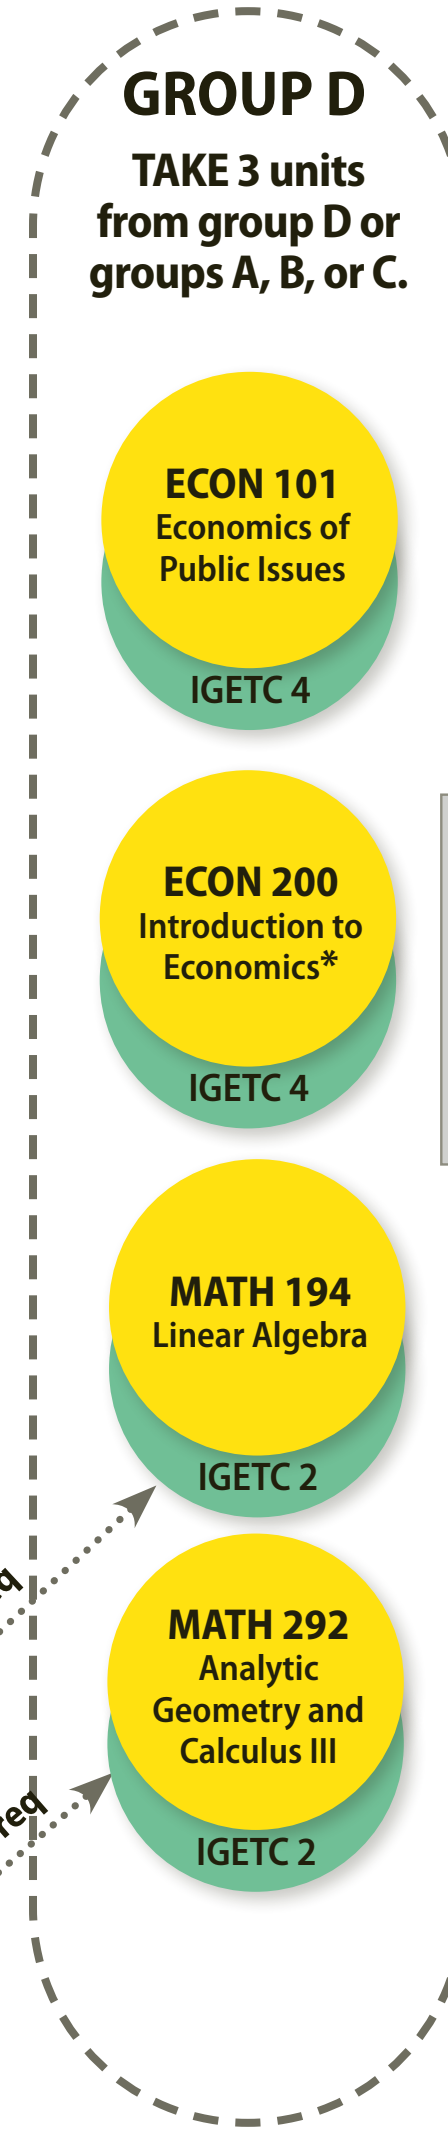 GROUP D
TAKE 3 units
from group D or
groups A, B, or C.
ECON 101
Economics of
Public Issues
IGETC 4
ECON 200
Introduction to
Economics*
IGETC 4
MATH 194
Linear Algebra
IGETC 2
MATH 292
Analytic
Geometry and
Calculus III
IGETC 2